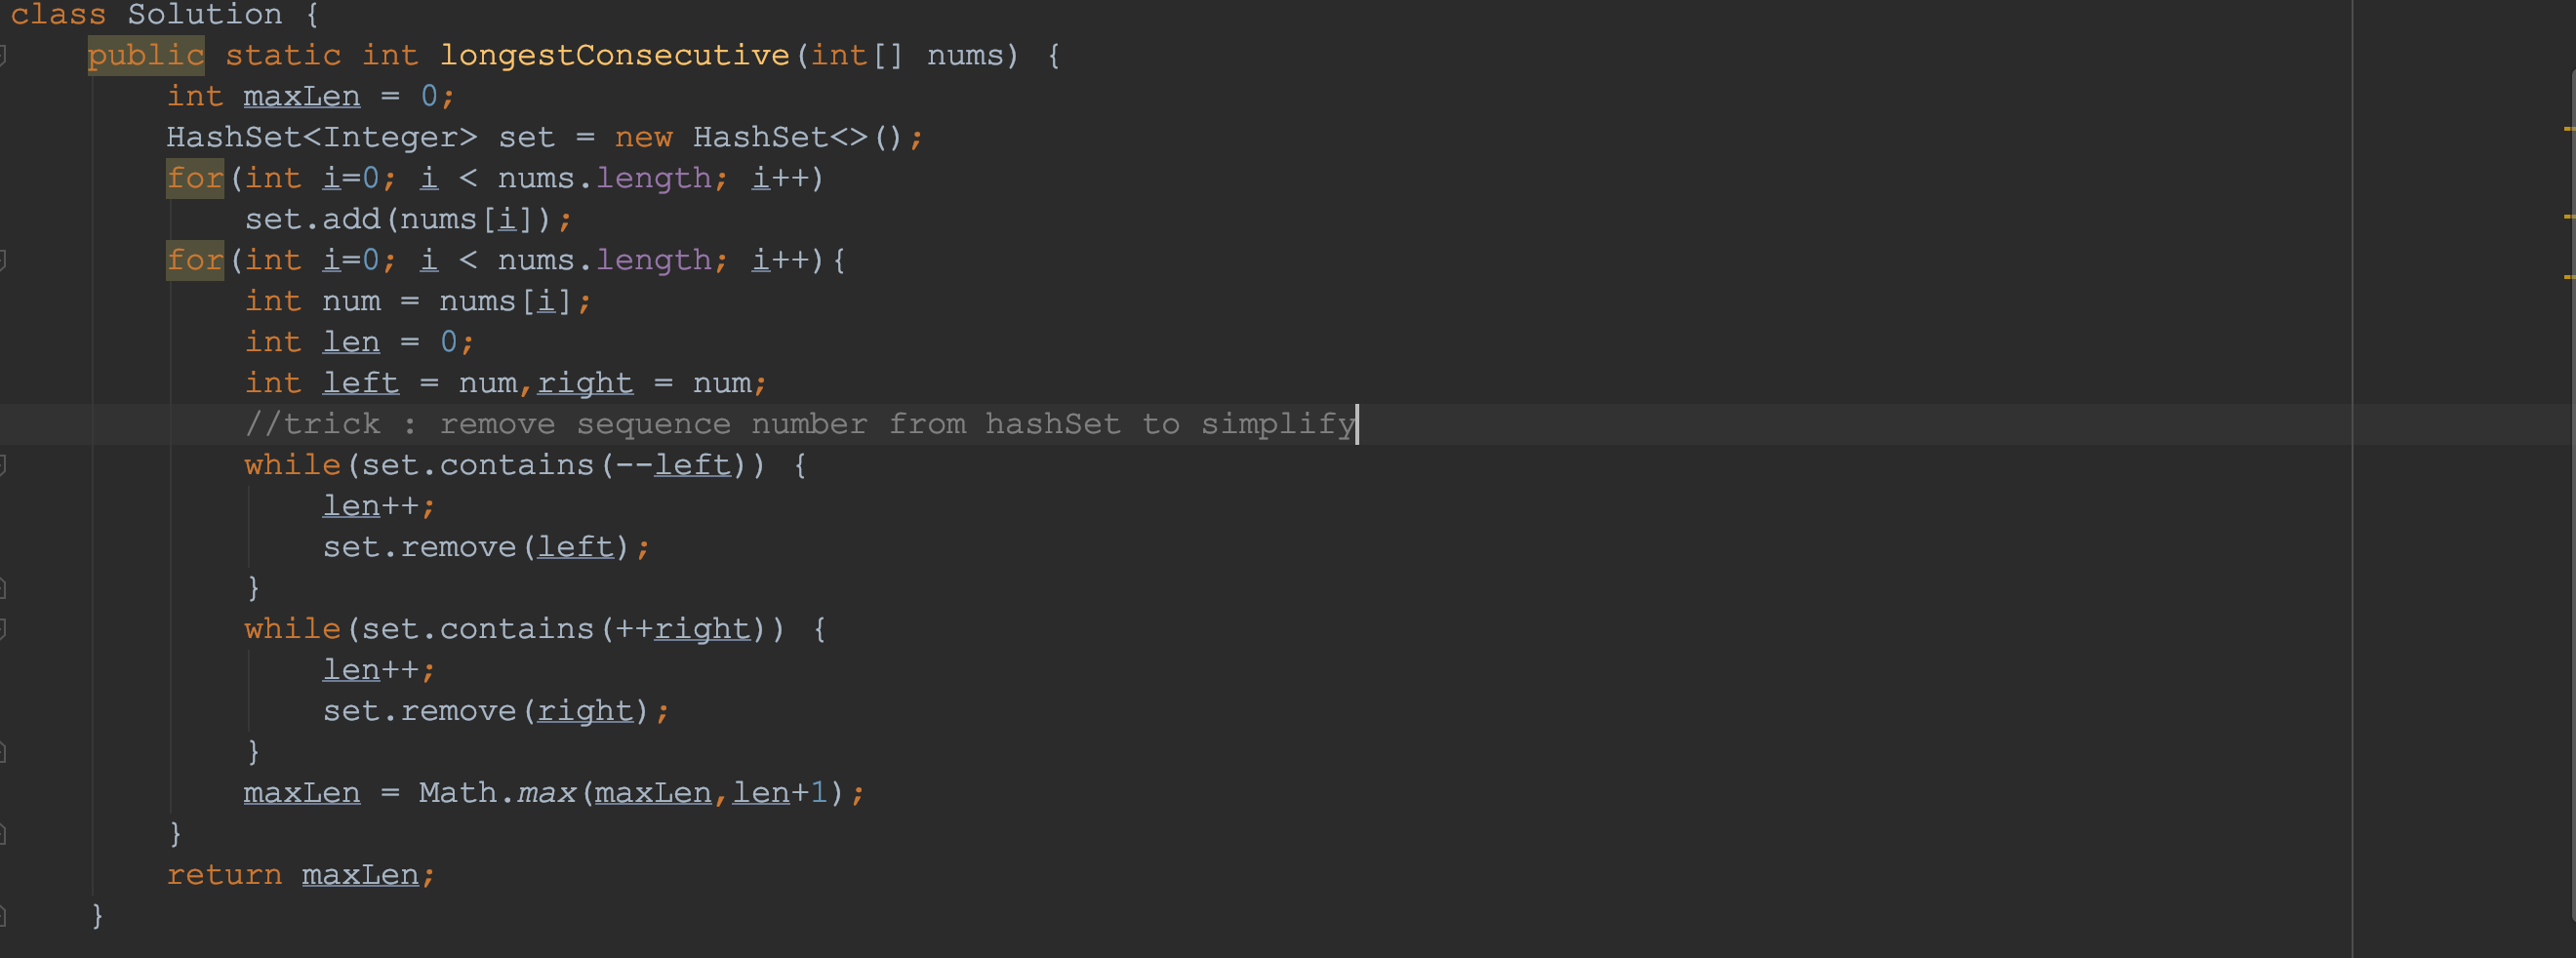 class Solution {
    public static int longestConsecutive(int[] nums) {
        int maxLen = 0;
        HashSet<Integer> set = new HashSet<>();
        for(int i=0; i < nums.length; i++)
            set.add(nums[i]);
        for(int i=0; i < nums.length; i++){
            int num = nums[i];
            int len = 0;
            int left = num,right = num;
            //trick : remove sequence number from hashSet to simplify
            while(set.contains(--left)) {
                len++;
                set.remove(left);
            }
            while(set.contains(++right)) {
                len++;
                set.remove(right);
            }
            maxLen = Math.max(maxLen,len+1);
        }
        return maxLen;
    }